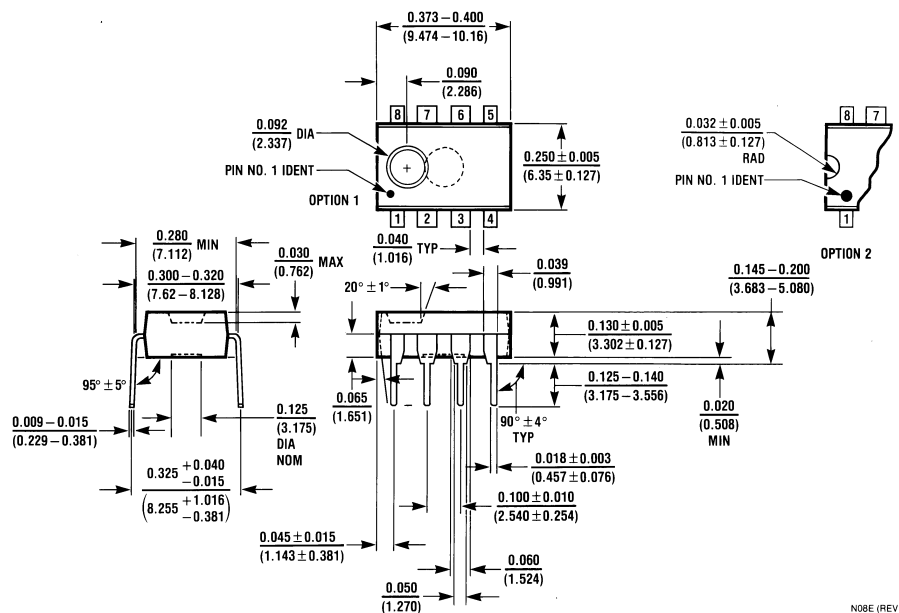 0.373 – 0.400
(9.474 – 10.16)
0.090
(2.286)
8 7 6 5
0.092
(2.337)
DIA
PIN NO. 1 IDENT
OPTION 1
0.250 ± 0.005
(6.35 ± 0.127)
1 2 3 4
0.032 ± 0.005
(0.813 ± 0.127)
RAD
PIN NO. 1 IDENT
8 7
1
OPTION 2
0.280
(7.112)
MIN
0.300 – 0.320
(7.62 – 8.128)
0.030
(0.762)
MAX
0.040
(1.016)
TYP
20° ± 1°
0.039
(0.991)
0.145 – 0.200
(3.683 – 5.080)
0.130 ± 0.005
(3.302 ± 0.127)
95° ± 5°
0.009 – 0.015
(0.229 – 0.381)
0.125
(3.175)
DIA
NOM
0.065
(1.651)
90° ± 4°
TYP
0.125 – 0.140
(3.175 – 3.556)
0.020
(0.508)
MIN
0.018 ± 0.003
(0.457 ± 0.076)
0.325 + 0.040
– 0.015
(8.255 + 1.016
– 0.381)
0.100 ± 0.010
(2.540 ± 0.254)
0.045 ± 0.015
(1.143 ± 0.381)
0.060
(1.524)
0.050
(1.270)
N08E (REV